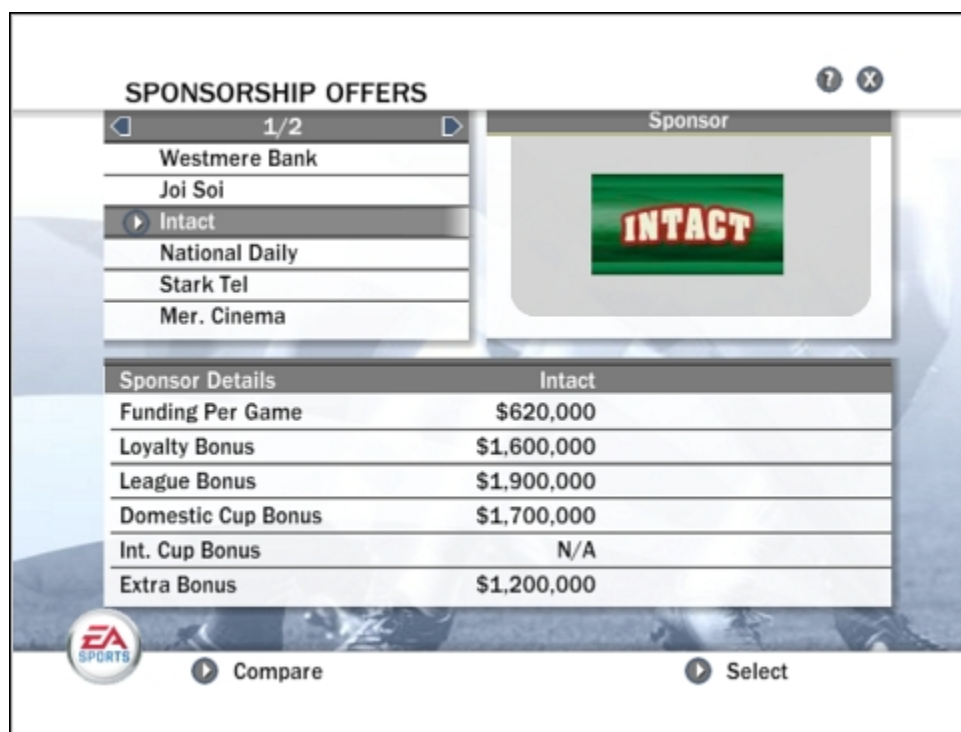 SPONSORSHIP OFFERS
? X
1/2
Westmere Bank
Joi Soi
Intact
National Daily
Stark Tel
Mer. Cinema
Sponsor
INTACT
Sponsor Details Intact
Funding Per Game $620,000
Loyalty Bonus $1,600,000
League Bonus $1,900,000
Domestic Cup Bonus $1,700,000
Int. Cup Bonus N/A
Extra Bonus $1,200,000
EA
SPORTS
Compare Select